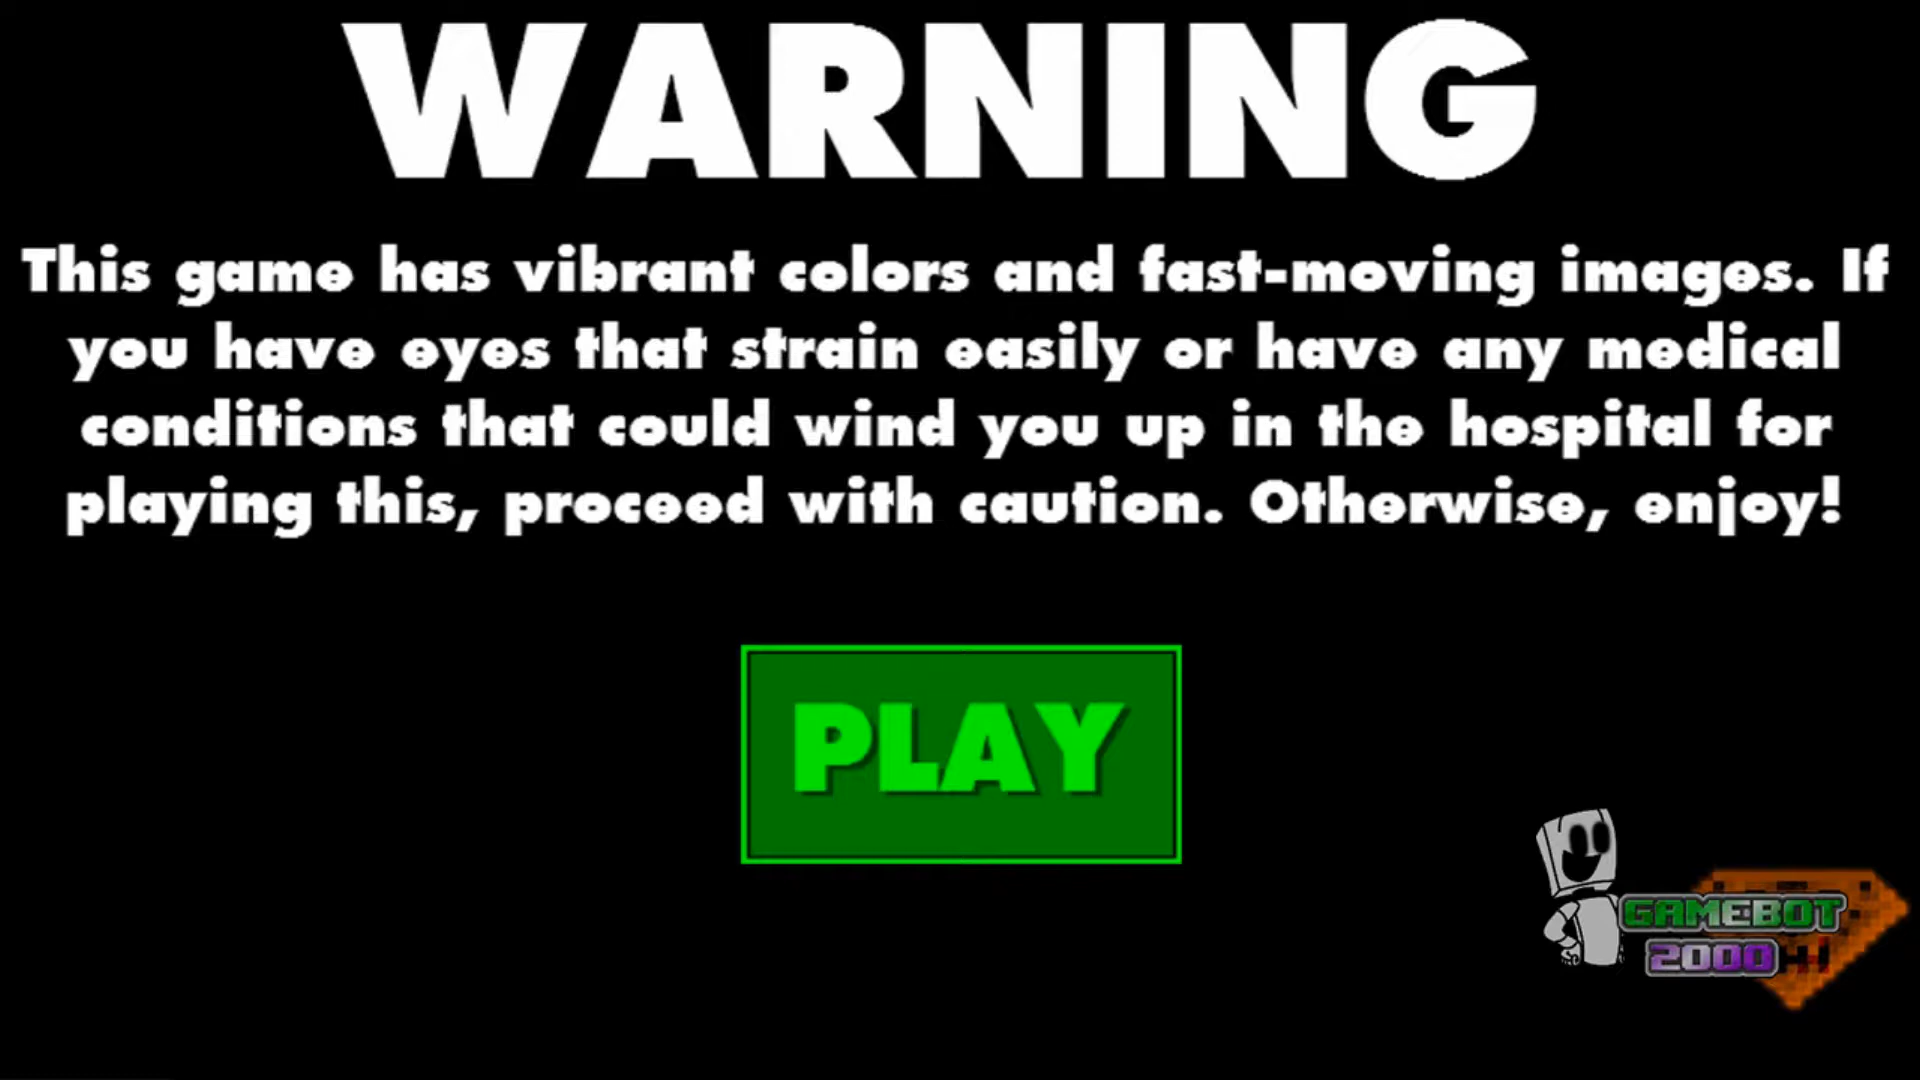 WARNING
This game has vibrant colors and fast-moving images. If
you have eyes that strain easily or have any medical
conditions that could wind you up in the hospital for
playing this, proceed with caution. Otherwise, enjoy!
PLAY
GAMEBOT
2000